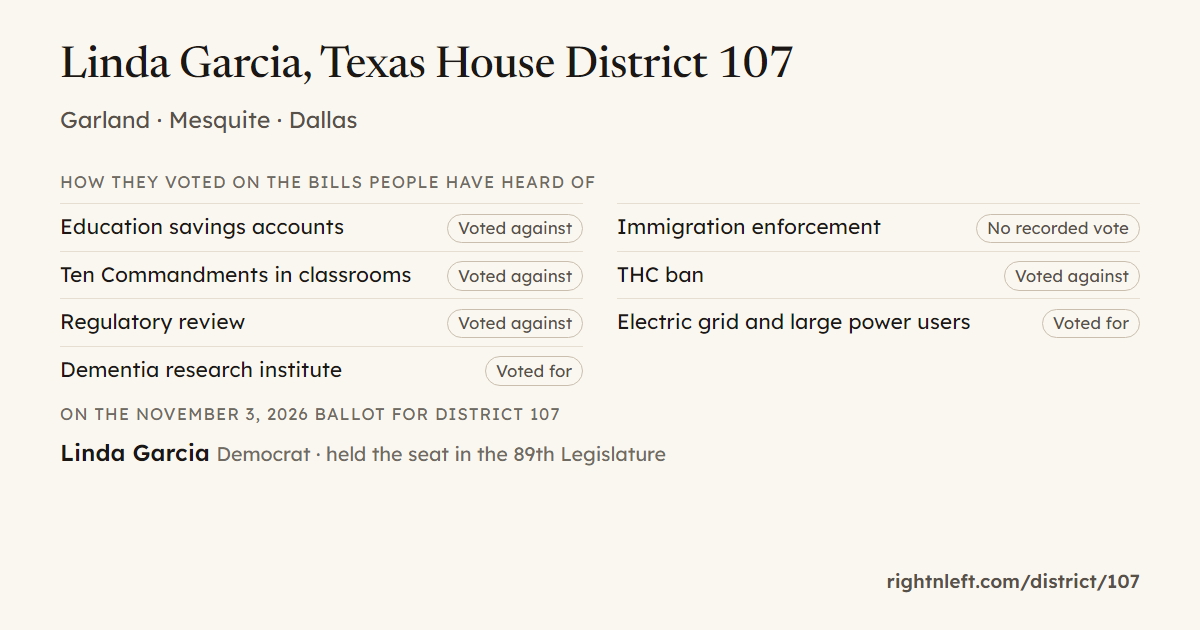 Linda Garcia, Texas House District 107
Garland · Mesquite · Dallas
HOW THEY VOTED ON THE BILLS PEOPLE HAVE HEARD OF
Education savings accounts Voted against
Ten Commandments in classrooms Voted against
Regulatory review Voted against
Dementia research institute Voted for
Immigration enforcement No recorded vote
THC ban Voted against
Electric grid and large power users Voted for
ON THE NOVEMBER 3, 2026 BALLOT FOR DISTRICT 107
Linda Garcia Democrat · held the seat in the 89th Legislature
rightnleft.com/district/107